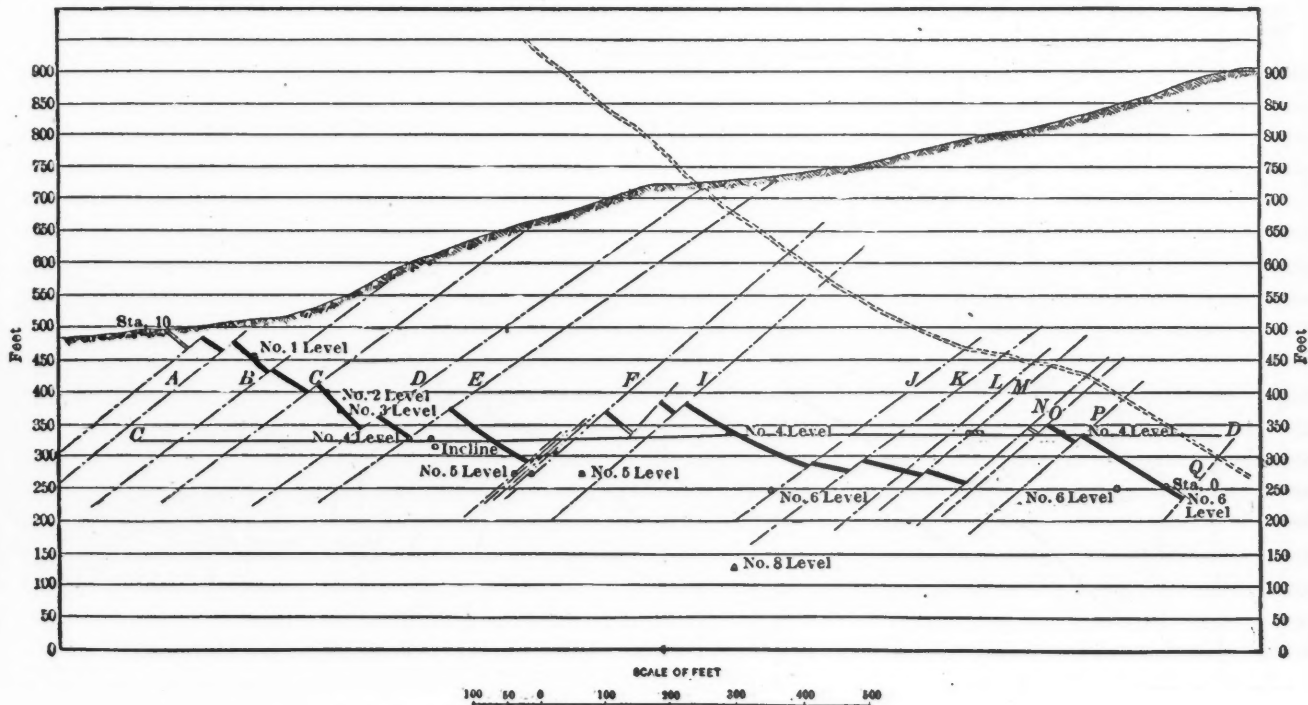 900 900
850 850
800 800
750 750
700 700
650 650
600 600
550 550
Sta. 10
500 500
Feet Feet
No. 1 Level
450 450
A B C D E F I J K L M
400 No. 2 Level 400
No. 3 Level N O P
350 350
C No. 4 Level No. 4 Level No. 4 Level D
Incline
300 300
No. 5 Level No. 5 Level Q
Sta. 0
250 No. 6 Level No. 6 Level No. 6 250
Level
200 200
150 150
No. 8 Level
100 100
50 50
0 0
SCALE OF FEET
100 50 0 100 200 300 400 500